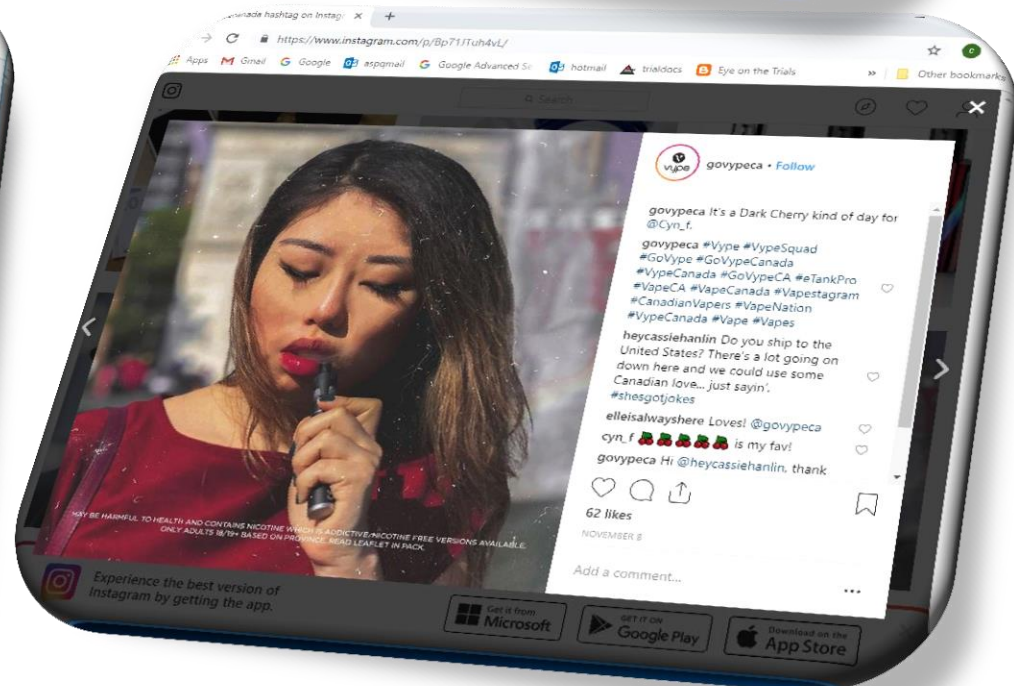 hashtag on Instag
https://www.instagram.com/p/Bp71JTuh4vL/
Apps Gmail Google aspqmail Google Advanced Se hotmail trialdocs Eye on the Trials » Other bookmarks
Search
vype
govypeca • Follow
govypeca It's a Dark Cherry kind of day for
@Cyn_f.
govypeca #Vype #VypeSquad
#GoVype #GoVypeCanada
#VypeCanada #GoVypeCA #eTankPro
#VapeCA #VapeCanada #Vapestagram
#CanadianVapers #VapeNation
#VypeCanada #Vape #Vapes
heycassiehanlin Do you ship to the
United States? There's a lot going on
down here and we could use some
Canadian love... just sayin'.
#shesgotjokes
elleisalwayshere Loves! @govypeca
cyn_f 🍒🍒🍒🍒🍒 is my fav!
govypeca Hi @heycassiehanlin, thank
62 likes
NOVEMBER 8
Add a comment...
MAY BE HARMFUL TO HEALTH AND CONTAINS NICOTINE WHICH IS ADDICTIVE/NICOTINE FREE VERSIONS AVAILABLE.
ONLY ADULTS 18/19+ BASED ON PROVINCE. READ LEAFLET IN PACK.
Experience the best version of
Instagram by getting the app.
Get it from
Microsoft
GET IT ON
Google Play
Download on the
App Store